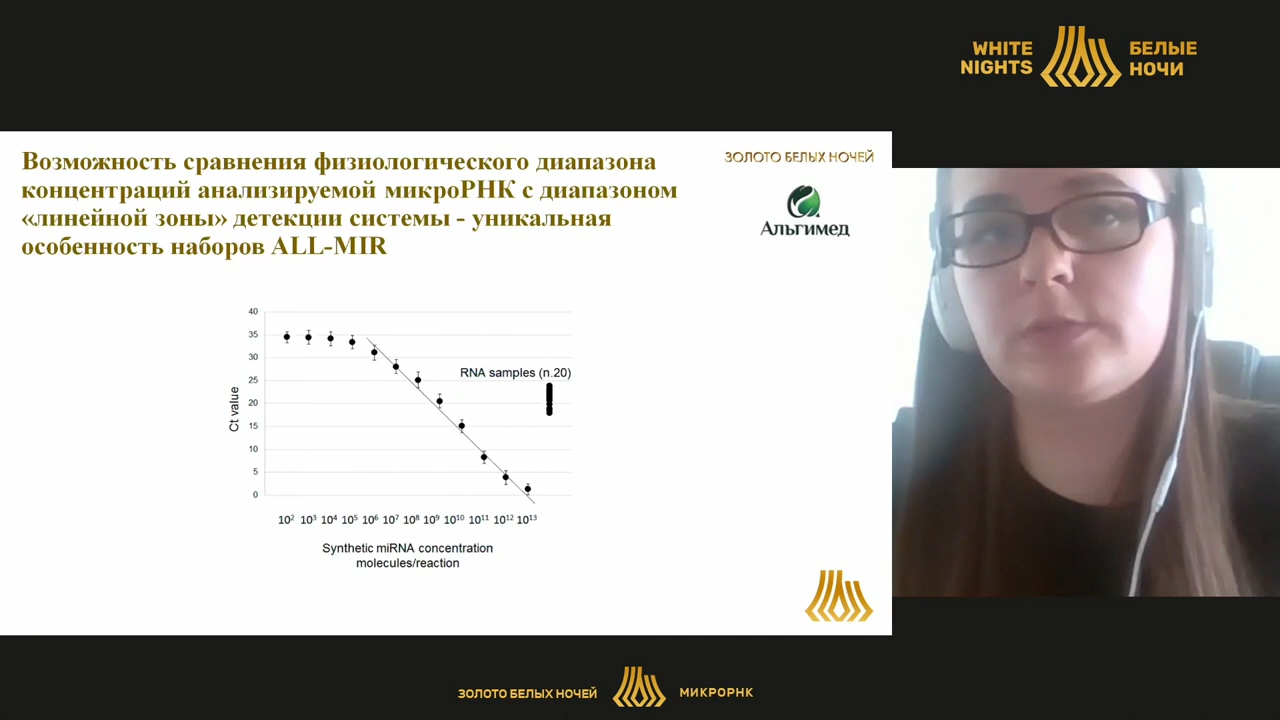 WHITE
NIGHTS
БЕЛЫЕ
НОЧИ
Возможность сравнения физиологического диапазона
концентраций анализируемой микроРНК с диапазоном
«линейной зоны» детекции системы - уникальная
особенность наборов ALL-MIR
ЗОЛОТО БЕЛЫХ НОЧЕЙ
Альгимед
40
35
30
25
20
15
10
5
0
Ct value
RNA samples (n.20)
10² 10³ 10⁴ 10⁵ 10⁶ 10⁷ 10⁸ 10⁹ 10¹⁰ 10¹¹ 10¹² 10¹³
Synthetic miRNA concentration
molecules/reaction
ЗОЛОТО БЕЛЫХ НОЧЕЙ
МИКРОРНК